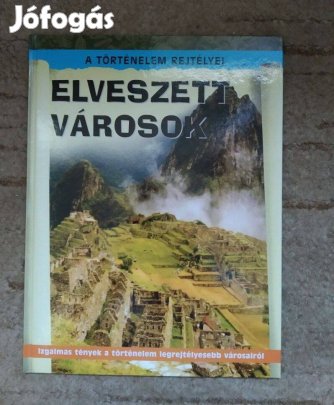 Jófogás
A TÖRTÉNELEM REJTÉLYEI
ELVESZETT
VÁROSOK
Izgalmas tények a történelem legrejtélyesebb városairól